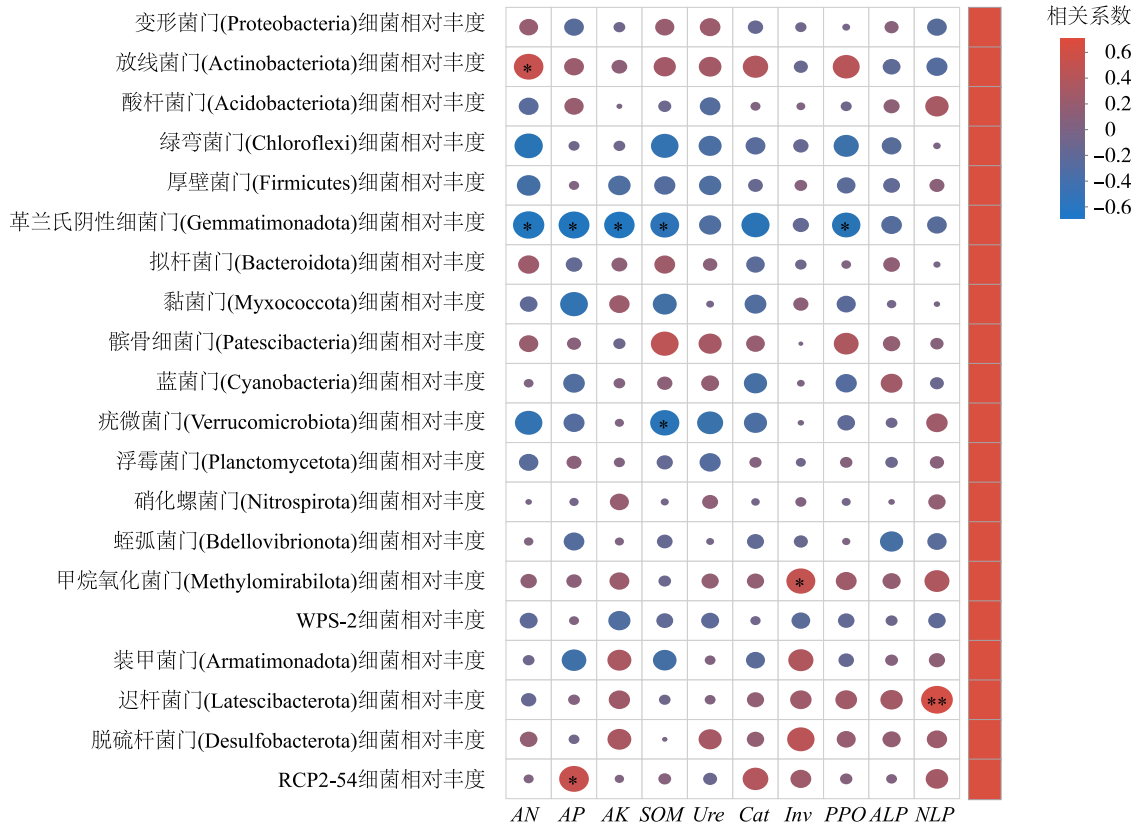 变形菌门(Proteobacteria)细菌相对丰度
放线菌门(Actinobacteriota)细菌相对丰度
*
酸杆菌门(Acidobacteriota)细菌相对丰度
绿弯菌门(Chloroflexi)细菌相对丰度
厚壁菌门(Firmicutes)细菌相对丰度
革兰氏阴性细菌门(Gemmatimonadota)细菌相对丰度
* * * * *
拟杆菌门(Bacteroidota)细菌相对丰度
黏菌门(Myxococcota)细菌相对丰度
髌骨细菌门(Patescibacteria)细菌相对丰度
蓝菌门(Cyanobacteria)细菌相对丰度
疣微菌门(Verrucomicrobiota)细菌相对丰度
*
浮霉菌门(Planctomycetota)细菌相对丰度
硝化螺菌门(Nitrospirota)细菌相对丰度
蛭弧菌门(Bdellovibrionota)细菌相对丰度
甲烷氧化菌门(Methylomirabilota)细菌相对丰度
*
WPS-2细菌相对丰度
装甲菌门(Armatimonadota)细菌相对丰度
迟杆菌门(Latescibacterota)细菌相对丰度
**
脱硫杆菌门(Desulfobacterota)细菌相对丰度
RCP2-54细菌相对丰度
*
AN AP AK SOM Ure Cat Inv PPO ALP NLP
相关系数
0.6
0.4
0.2
0
−0.2
−0.4
−0.6